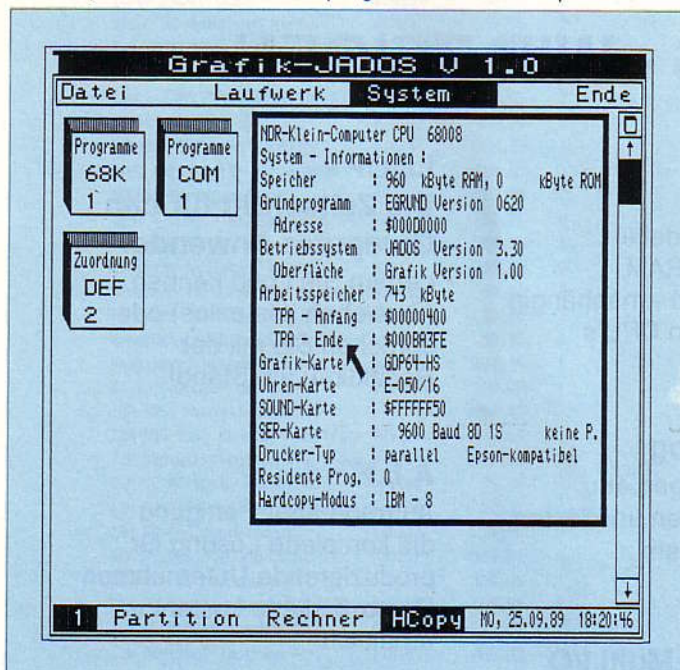 Grafik-JADOS V 1.0
Datei Laufwerk System Ende
Programme
68K
1
Programme
COM
1
Zuordnung
DEF
2
NDR-Klein-Computer CPU 68008
System - Informationen :
Speicher : 960 kByte RAM, 0 kByte ROM
Grundprogramm : EGRUND Version 0620
Adresse : $000D0000
Betriebssystem : JADOS Version 3.30
Oberfläche : Grafik Version 1.00
Arbeitsspeicher : 743 kByte
TPA - Anfang : $00000400
TPA - Ende : $000BA3FE
Grafik-Karte : GDP64-HS
Uhren-Karte : E-050/16
SOUND-Karte : $FFFFFF50
SER-Karte : 9600 Baud 8D 1S keine P.
Drucker-Typ : parallel Epson-kompatibel
Residente Prog. : 0
Hardcopy-Modus : IBM - 8
1 Partition Rechner HCopy MO, 25.09.89 18:20:46